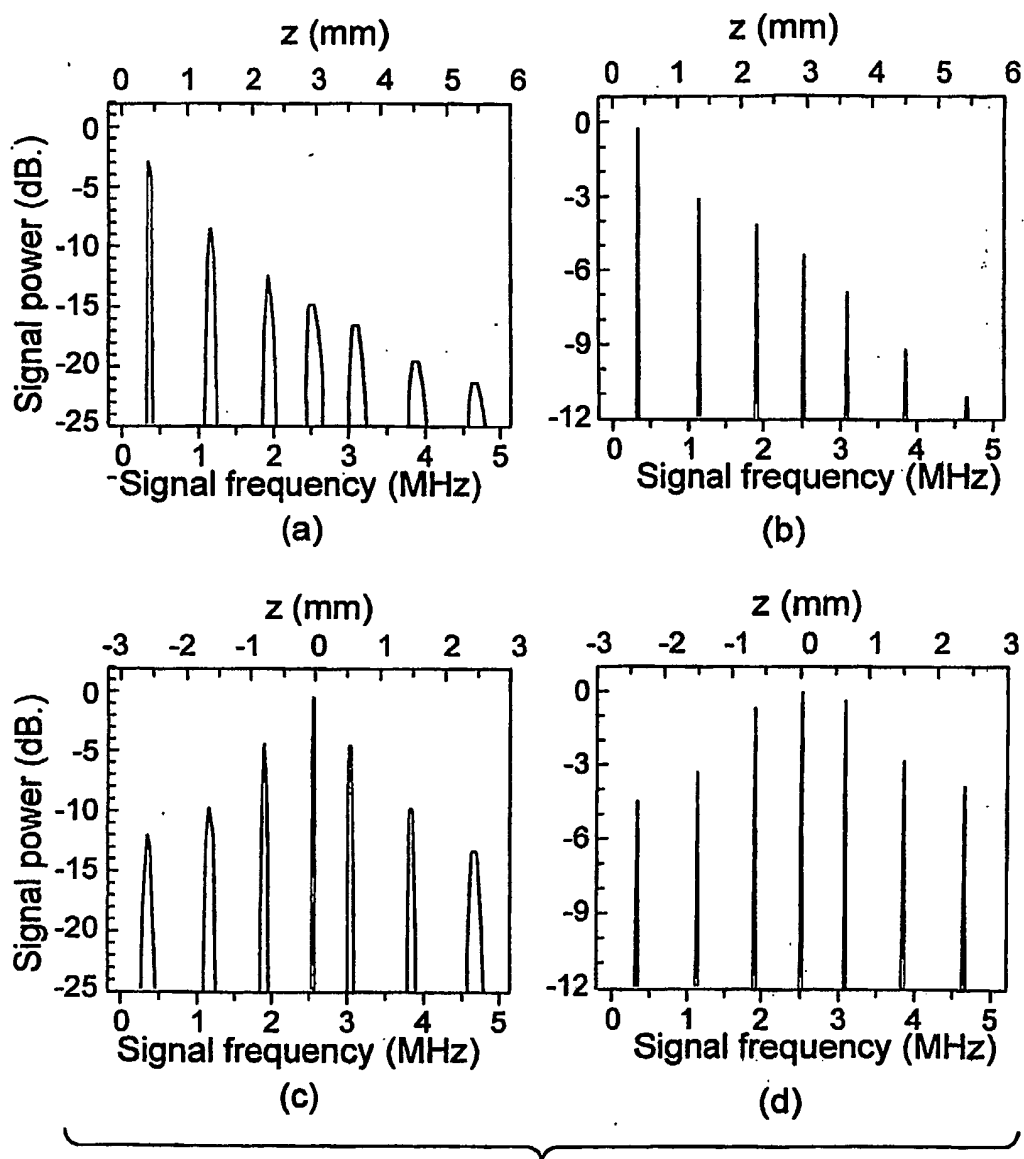 z (mm)
0 1 2 3 4 5 6
Signal power (dB.)
0
-5
-10
-15
-20
-25
0 1 2 3 4 5
Signal frequency (MHz)
(a)
z (mm)
0 1 2 3 4 5 6
0
-3
-6
-9
-12
0 1 2 3 4 5
Signal frequency (MHz)
(b)
z (mm)
-3 -2 -1 0 1 2 3
Signal power (dB.)
0
-5
-10
-15
-20
-25
0 1 2 3 4 5
Signal frequency (MHz)
(c)
z (mm)
-3 -2 -1 0 1 2 3
0
-3
-6
-9
-12
0 1 2 3 4 5
Signal frequency (MHz)
(d)